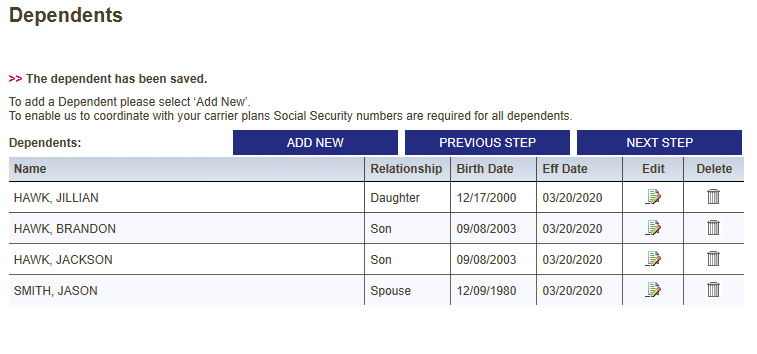 Dependents
>> The dependent has been saved.
To add a Dependent please select ‘Add New’.
To enable us to coordinate with your carrier plans Social Security numbers are required for all dependents.
Dependents: ADD NEW PREVIOUS STEP NEXT STEP
Name Relationship Birth Date Eff Date Edit Delete
HAWK, JILLIAN Daughter 12/17/2000 03/20/2020
HAWK, BRANDON Son 09/08/2003 03/20/2020
HAWK, JACKSON Son 09/08/2003 03/20/2020
SMITH, JASON Spouse 12/09/1980 03/20/2020